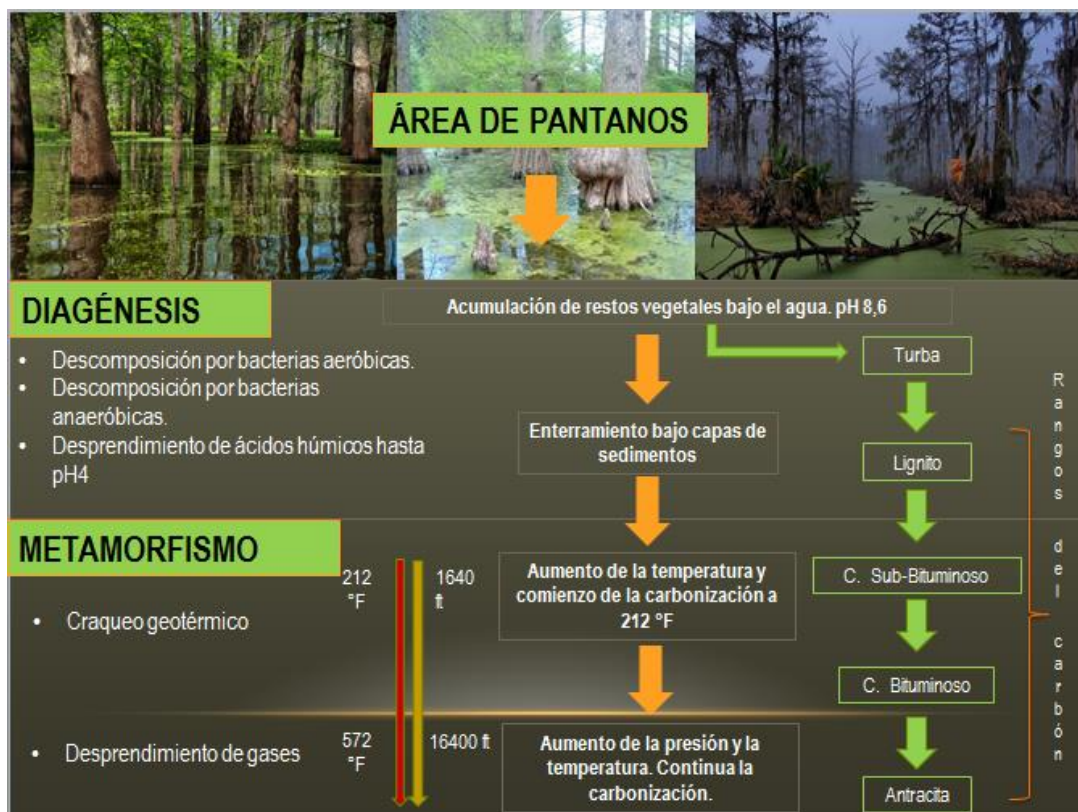 ÁREA DE PANTANOS
DIAGÉNESIS
Acumulación de restos vegetales bajo el agua. pH 8,6
• Descomposición por bacterias aeróbicas.
• Descomposición por bacterias
anaeróbicas.
• Desprendimiento de ácidos húmicos hasta
pH4
Enterramiento bajo capas de
sedimentos
Turba
Lignito
METAMORFISMO
• Craqueo geotérmico
212
°F
1640
ft
Aumento de la temperatura y
comienzo de la carbonización a
212 °F
C. Sub-Bituminoso
C. Bituminoso
• Desprendimiento de gases
572
°F
16400 ft
Aumento de la presión y la
temperatura. Continua la
carbonización.
Antracita
Rangos del carbón